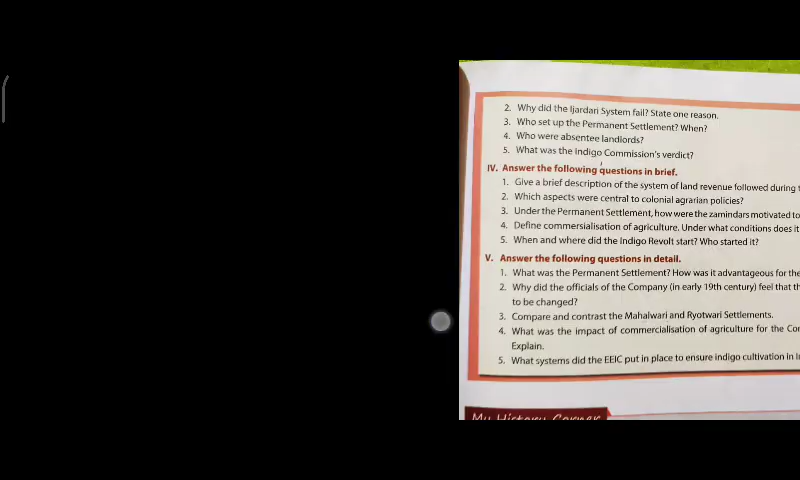 2. Why did the Ijardari System fail? State one reason.
3. Who set up the Permanent Settlement? When?
4. Who were absentee landlords?
5. What was the Indigo Commission's verdict?
IV. Answer the following questions in brief.
1. Give a brief description of the system of land revenue followed during
2. Which aspects were central to colonial agrarian policies?
3. Under the Permanent Settlement, how were the zamindars motivated to
4. Define commersialisation of agriculture. Under what conditions does it
5. When and where did the Indigo Revolt start? Who started it?
V. Answer the following questions in detail.
1. What was the Permanent Settlement? How was it advantageous for the
2. Why did the officials of the Company (in early 19th century) feel that
to be changed?
3. Compare and contrast the Mahalwari and Ryotwari Settlements.
4. What was the impact of commercialisation of agriculture for the
Explain.
5. What systems did the EEIC put in place to ensure indigo cultivation in
My History Corner